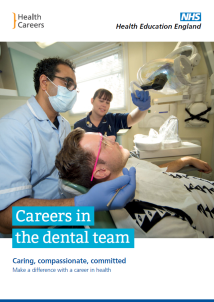 Health
Careers
NHS
Health Education England
Careers in
the dental team
Caring, compassionate, committed
Make a difference with a career in health